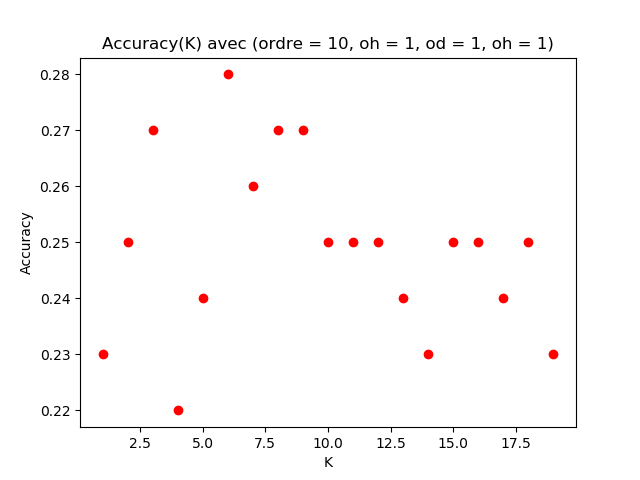 Accuracy(K) avec (ordre = 10, oh = 1, od = 1, oh = 1)
0.28
0.27
0.26
0.25
0.24
0.23
0.22
Accuracy
2.5 5.0 7.5 10.0 12.5 15.0 17.5
K